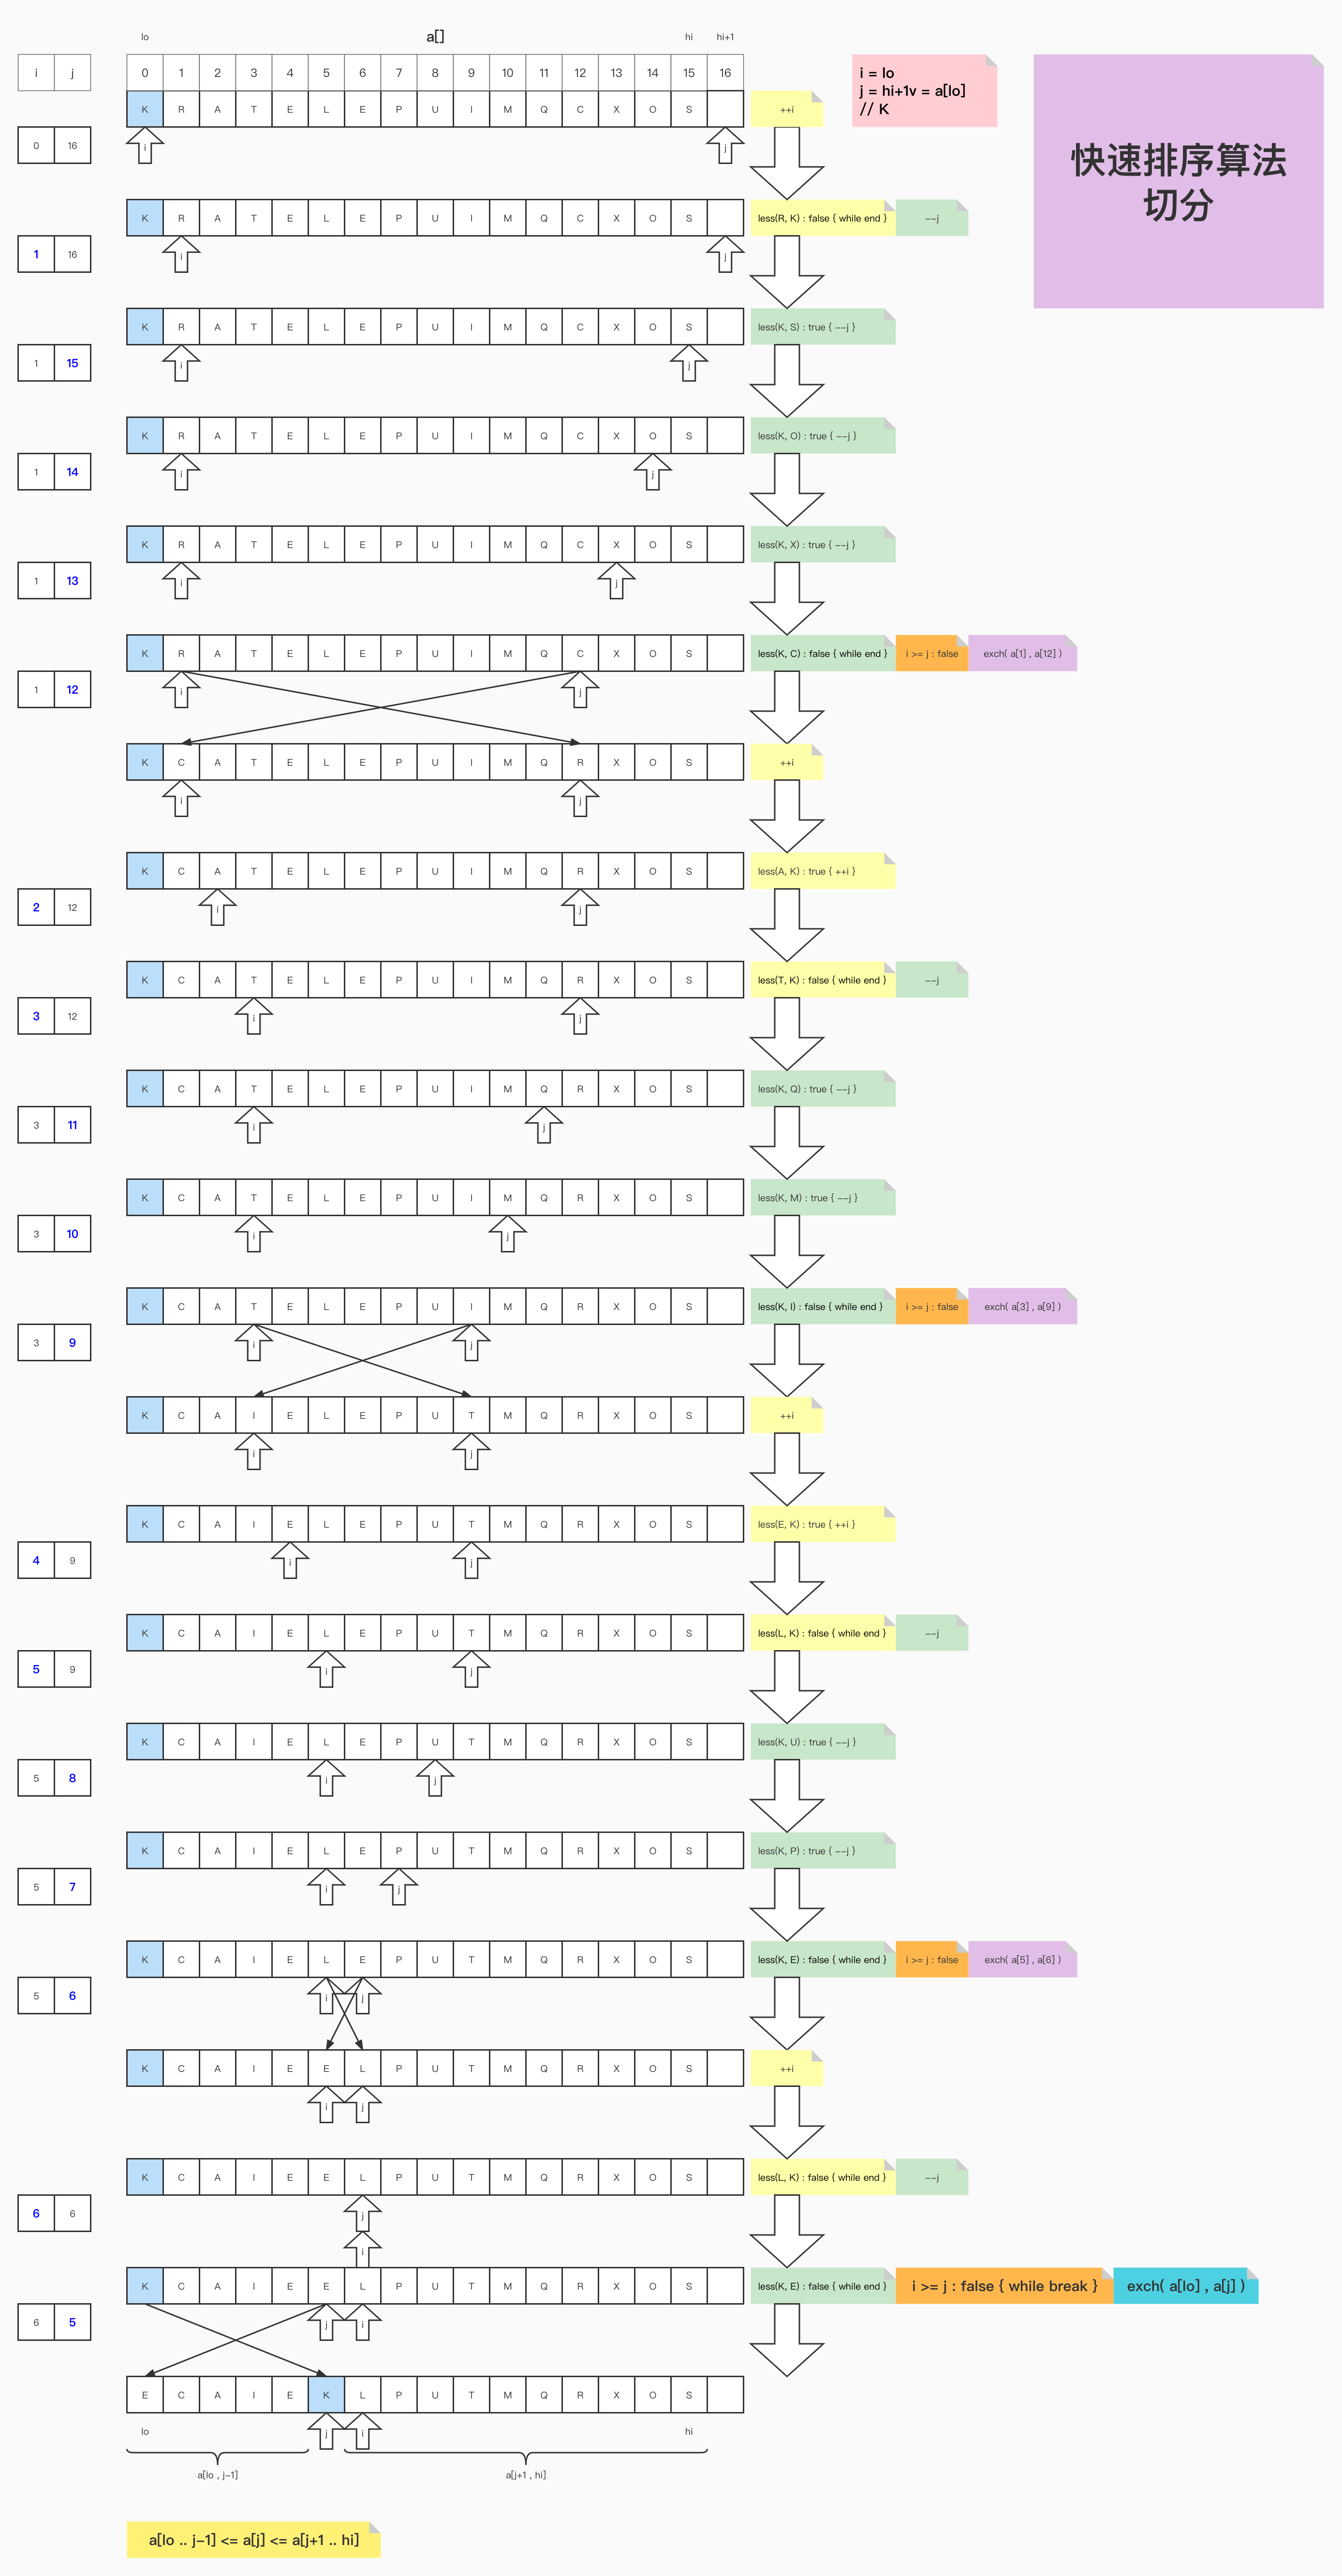 lo a[] hi hi+1
i j 0 1 2 3 4 5 6 7 8 9 10 11 12 13 14 15 16
i = lo
j = hi+1v = a[lo]
// K
快速排序算法
切分
K R A T E L E P U I M Q C X O S ++i
0 16 i j
K R A T E L E P U I M Q C X O S less(R, K) : false { while end } --j
1 16 i j
K R A T E L E P U I M Q C X O S less(K, S) : true { --j }
1 15 i j
K R A T E L E P U I M Q C X O S less(K, O) : true { --j }
1 14 i j
K R A T E L E P U I M Q C X O S less(K, X) : true { --j }
1 13 i j
K R A T E L E P U I M Q C X O S less(K, C) : false { while end } i >= j : false exch( a[1] , a[12] )
1 12 i j
K C A T E L E P U I M Q R X O S ++i
i j
K C A T E L E P U I M Q R X O S less(A, K) : true { ++i }
2 12 i j
K C A T E L E P U I M Q R X O S less(T, K) : false { while end } --j
3 12 i j
K C A T E L E P U I M Q R X O S less(K, Q) : true { --j }
3 11 i j
K C A T E L E P U I M Q R X O S less(K, M) : true { --j }
3 10 i j
K C A T E L E P U I M Q R X O S less(K, I) : false { while end } i >= j : false exch( a[3] , a[9] )
3 9 i j
K C A I E L E P U T M Q R X O S ++i
i j
K C A I E L E P U T M Q R X O S less(E, K) : true { ++i }
4 9 i j
K C A I E L E P U T M Q R X O S less(L, K) : false { while end } --j
5 9 i j
K C A I E L E P U T M Q R X O S less(K, U) : true { --j }
5 8 i j
K C A I E L E P U T M Q R X O S less(K, P) : true { --j }
5 7 i j
K C A I E L E P U T M Q R X O S less(K, E) : false { while end } i >= j : false exch( a[5] , a[6] )
5 6 i j
K C A I E E L P U T M Q R X O S ++i
i j
K C A I E E L P U T M Q R X O S less(L, K) : false { while end } --j
6 6 j
i
K C A I E E L P U T M Q R X O S less(K, E) : false { while end } i >= j : false { while break } exch( a[lo] , a[j] )
6 5 j i
E C A I E K L P U T M Q R X O S
lo j i hi
a[lo , j-1] a[j+1 , hi]
a[lo .. j-1] <= a[j] <= a[j+1 .. hi]